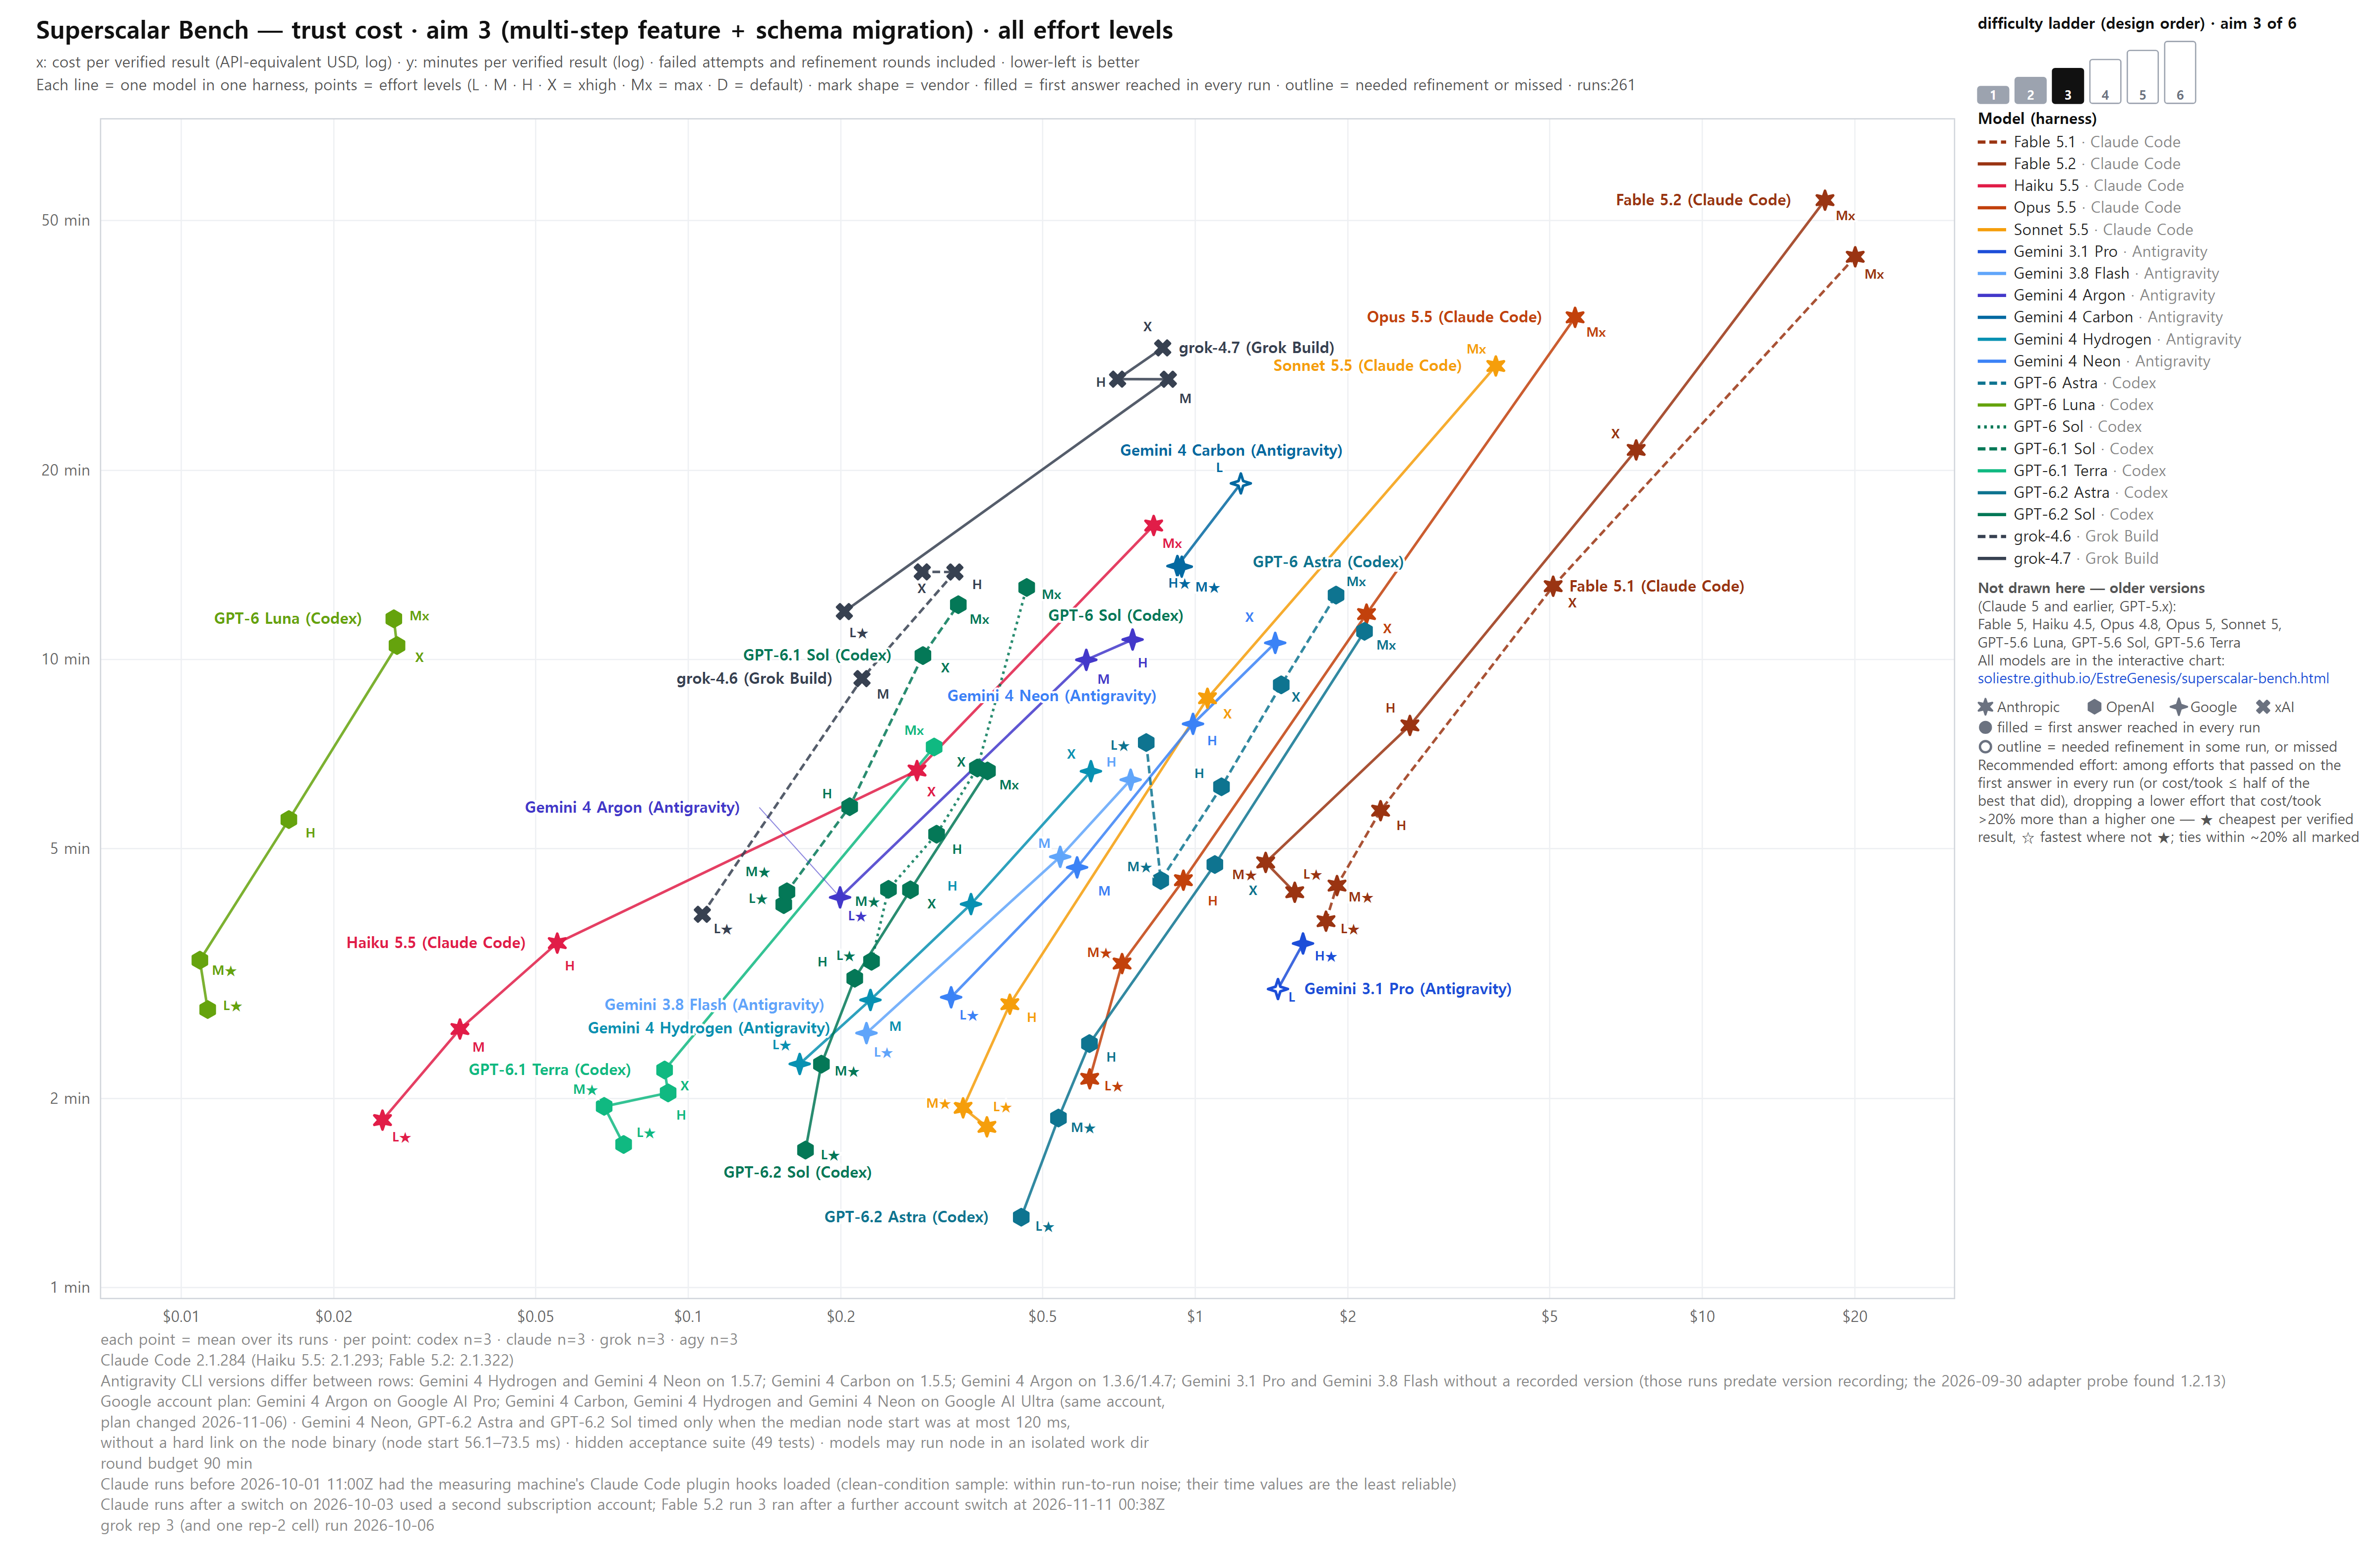 Superscalar Bench — trust cost · aim 3 (multi-step feature + schema migration) · all effort levels
x: cost per verified result (API-equivalent USD, log) · y: minutes per verified result (log) · failed attempts and refinement rounds included · lower-left is better
Each line = one model in one harness, points = effort levels (L · M · H · X = xhigh · Mx = max · D = default) · mark shape = vendor · filled = first answer reached in every run · outline = needed refinement or missed · runs:261
difficulty ladder (design order) · aim 3 of 6
1 2 3 4 5 6
Model (harness)
Fable 5.1 · Claude Code
Fable 5.2 · Claude Code
Haiku 5.5 · Claude Code
Opus 5.5 · Claude Code
Sonnet 5.5 · Claude Code
Gemini 3.1 Pro · Antigravity
Gemini 3.8 Flash · Antigravity
Gemini 4 Argon · Antigravity
Gemini 4 Carbon · Antigravity
Gemini 4 Hydrogen · Antigravity
Gemini 4 Neon · Antigravity
GPT-6 Astra · Codex
GPT-6 Luna · Codex
GPT-6 Sol · Codex
GPT-6.1 Sol · Codex
GPT-6.1 Terra · Codex
GPT-6.2 Astra · Codex
GPT-6.2 Sol · Codex
grok-4.6 · Grok Build
grok-4.7 · Grok Build
Not drawn here — older versions
(Claude 5 and earlier, GPT-5.x):
Fable 5, Haiku 4.5, Opus 4.8, Opus 5, Sonnet 5,
GPT-5.6 Luna, GPT-5.6 Sol, GPT-5.6 Terra
All models are in the interactive chart:
soliestre.github.io/EstreGenesis/superscalar-bench.html
Anthropic OpenAI Google xAI
filled = first answer reached in every run
outline = needed refinement in some run, or missed
Recommended effort: among efforts that passed on the
first answer in every run (or cost/took ≤ half of the
best that did), dropping a lower effort that cost/took
>20% more than a higher one — ★ cheapest per verified
result, ☆ fastest where not ★; ties within ~20% all marked
50 min
20 min
10 min
5 min
2 min
1 min
Fable 5.2 (Claude Code)
Mx
Mx
Opus 5.5 (Claude Code)
Mx
X
grok-4.7 (Grok Build)
Mx
Sonnet 5.5 (Claude Code)
H
M
X
Gemini 4 Carbon (Antigravity)
L
Mx
GPT-6 Astra (Codex)
H★ M★
Mx
X
H
Fable 5.1 (Claude Code)
X
Mx
Mx
GPT-6 Sol (Codex)
X
GPT-6 Luna (Codex)
Mx
X
L★
X
Mx
GPT-6.1 Sol (Codex)
X
H
M
grok-4.6 (Grok Build)
M
Gemini 4 Neon (Antigravity)
X
X
H
H
Mx
L★
H
X
X
Mx
H
X
H
Gemini 4 Argon (Antigravity)
H
H
H
M
M★
L★
M★
L★
M★
X
H
M
M★
X
H
M★
L★
M★
L★
L★
Haiku 5.5 (Claude Code)
H
M★
H
L★
M★
H★
L
Gemini 3.1 Pro (Antigravity)
L★
Gemini 3.8 Flash (Antigravity)
L★
H
Gemini 4 Hydrogen (Antigravity)
M
L★
L★
M
H
GPT-6.1 Terra (Codex)
M★
X
H
M★
L★
M★
L★
L★
M★
L★
L★
GPT-6.2 Sol (Codex)
GPT-6.2 Astra (Codex)
L★
$0.01 $0.02 $0.05 $0.1 $0.2 $0.5 $1 $2 $5 $10 $20
each point = mean over its runs · per point: codex n=3 · claude n=3 · grok n=3 · agy n=3
Claude Code 2.1.284 (Haiku 5.5: 2.1.293; Fable 5.2: 2.1.322)
Antigravity CLI versions differ between rows: Gemini 4 Hydrogen and Gemini 4 Neon on 1.5.7; Gemini 4 Carbon on 1.5.5; Gemini 4 Argon on 1.3.6/1.4.7; Gemini 3.1 Pro and Gemini 3.8 Flash without a recorded version (those runs predate version recording; the 2026-09-30 adapter probe found 1.2.13)
Google account plan: Gemini 4 Argon on Google AI Pro; Gemini 4 Carbon, Gemini 4 Hydrogen and Gemini 4 Neon on Google AI Ultra (same account,
plan changed 2026-11-06) · Gemini 4 Neon, GPT-6.2 Astra and GPT-6.2 Sol timed only when the median node start was at most 120 ms,
without a hard link on the node binary (node start 56.1–73.5 ms) · hidden acceptance suite (49 tests) · models may run node in an isolated work dir
round budget 90 min
Claude runs before 2026-10-01 11:00Z had the measuring machine's Claude Code plugin hooks loaded (clean-condition sample: within run-to-run noise; their time values are the least reliable)
Claude runs after a switch on 2026-10-03 used a second subscription account; Fable 5.2 run 3 ran after a further account switch at 2026-11-11 00:38Z
grok rep 3 (and one rep-2 cell) run 2026-10-06